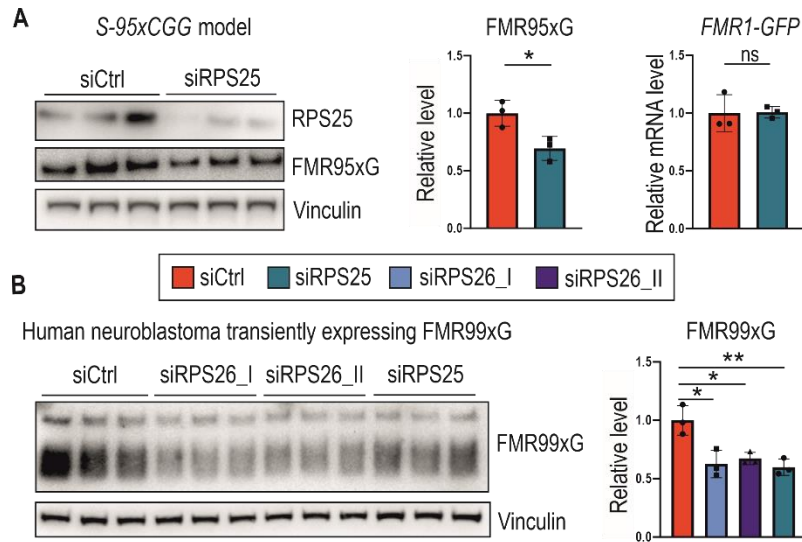 A
S-95xCGG model
siCtrl siRPS25
RPS25
FMR95xG
Vinculin
FMR95xG
*
Relative level
1.5
1.0
0.5
0.0
FMR1-GFP
ns
Relative mRNA level
1.5
1.0
0.5
0.0
siCtrl siRPS25 siRPS26_I siRPS26_II
B
Human neuroblastoma transiently expressing FMR99xG
siCtrl siRPS26_I siRPS26_II siRPS25
FMR99xG
Vinculin
FMR99xG
**
*
*
Relative level
1.5
1.0
0.5
0.0